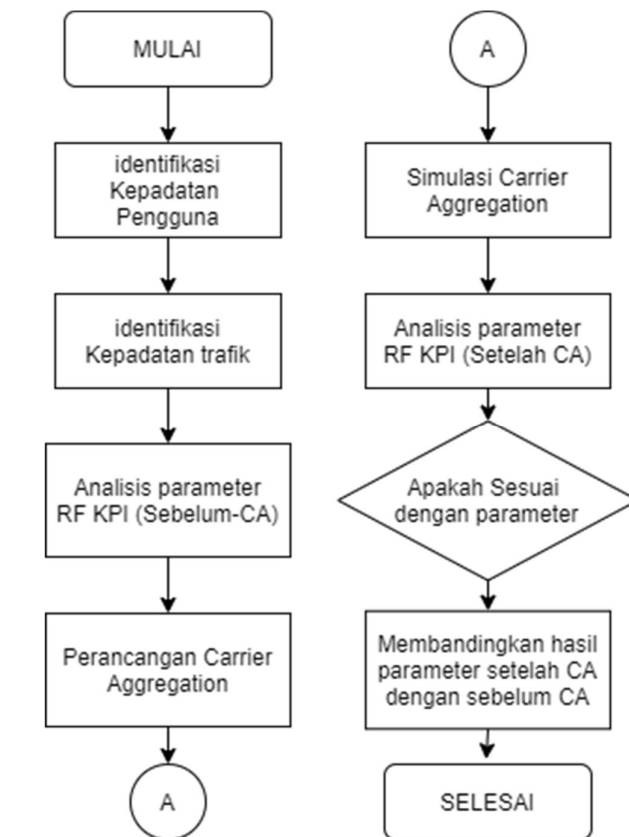 MULAI
identifikasi
Kepadatan
Pengguna
identifikasi
Kepadatan trafik
Analisis parameter
RF KPI (Sebelum-CA)
Perancangan Carrier
Aggregation
A
A
Simulasi Carrier
Aggregation
Analisis parameter
RF KPI (Setelah CA)
Apakah Sesuai
dengan parameter
Membandingkan hasil
parameter setelah CA
dengan sebelum CA
SELESAI